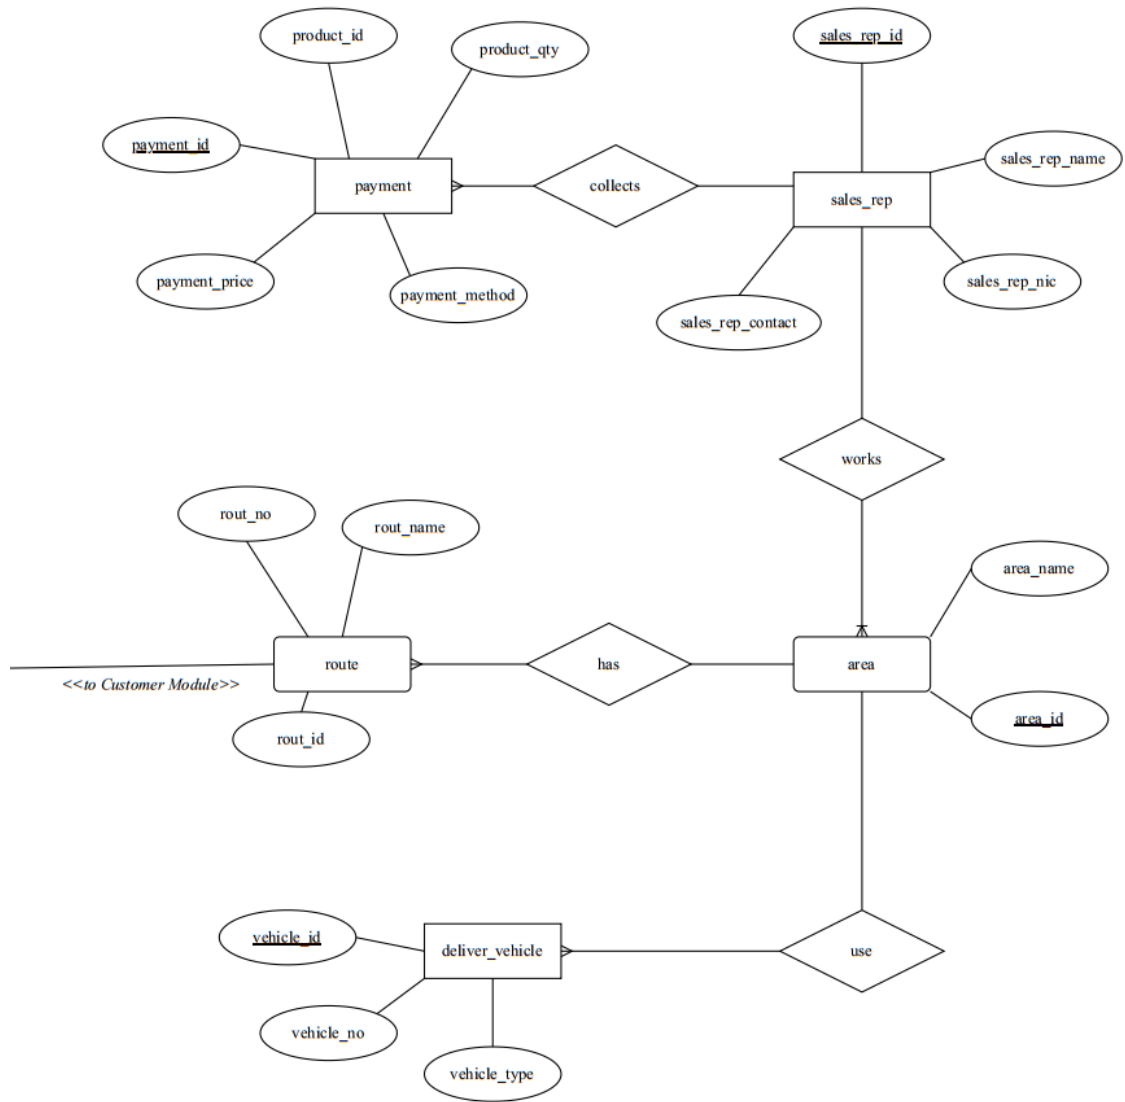 product_id
product_qty
sales_rep_id
payment_id
sales_rep_name
payment
collects
sales_rep
payment_price
payment_method
sales_rep_nic
sales_rep_contact
works
rout_no
rout_name
area_name
route
has
area
<<to Customer Module>>
rout_id
area_id
vehicle_id
deliver_vehicle
use
vehicle_no
vehicle_type